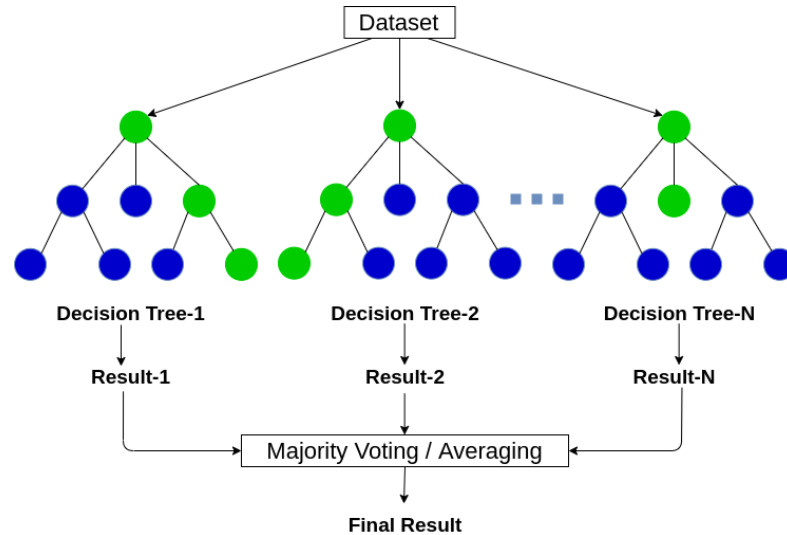 Dataset
Decision Tree-1
Decision Tree-2
Decision Tree-N
Result-1
Result-2
Result-N
Majority Voting / Averaging
Final Result